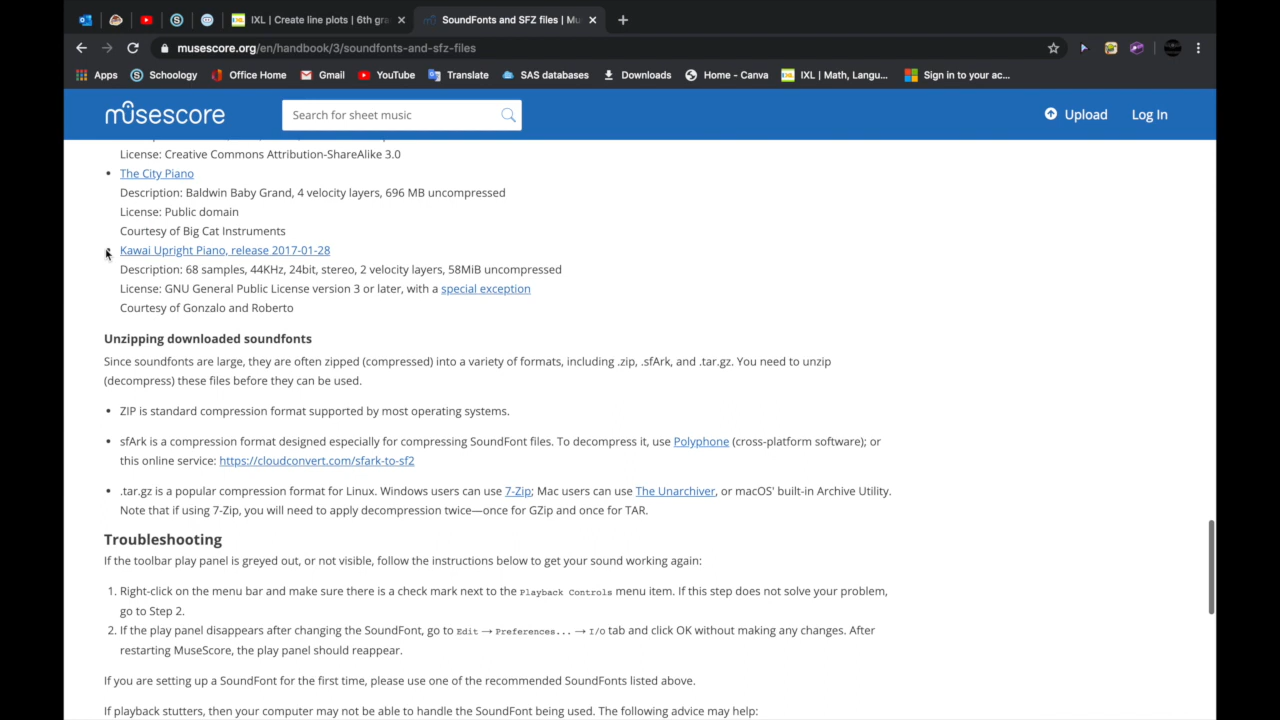 IXL | Create line plots | 6th gra
SoundFonts and SFZ files | Mu
musescore.org/en/handbook/3/soundfonts-and-sfz-files
Apps Schoology Office Home Gmail YouTube Translate SAS databases Downloads Home - Canva IXL | Math, Langu... Sign in to your ac...
musescore Search for sheet music Upload Log In
License: Creative Commons Attribution-ShareAlike 3.0
• The City Piano
Description: Baldwin Baby Grand, 4 velocity layers, 696 MB uncompressed
License: Public domain
Courtesy of Big Cat Instruments
Kawai Upright Piano, release 2017-01-28
Description: 68 samples, 44KHz, 24bit, stereo, 2 velocity layers, 58MiB uncompressed
License: GNU General Public License version 3 or later, with a special exception
Courtesy of Gonzalo and Roberto
Unzipping downloaded soundfonts
Since soundfonts are large, they are often zipped (compressed) into a variety of formats, including .zip, .sfArk, and .tar.gz. You need to unzip
(decompress) these files before they can be used.
• ZIP is standard compression format supported by most operating systems.
• sfArk is a compression format designed especially for compressing SoundFont files. To decompress it, use Polyphone (cross-platform software); or
this online service: https://cloudconvert.com/sfark-to-sf2
• .tar.gz is a popular compression format for Linux. Windows users can use 7-Zip; Mac users can use The Unarchiver, or macOS' built-in Archive Utility.
Note that if using 7-Zip, you will need to apply decompression twice—once for GZip and once for TAR.
Troubleshooting
If the toolbar play panel is greyed out, or not visible, follow the instructions below to get your sound working again:
1. Right-click on the menu bar and make sure there is a check mark next to the Playback Controls menu item. If this step does not solve your problem,
go to Step 2.
2. If the play panel disappears after changing the SoundFont, go to Edit → Preferences... → I/O tab and click OK without making any changes. After
restarting MuseScore, the play panel should reappear.
If you are setting up a SoundFont for the first time, please use one of the recommended SoundFonts listed above.
If playback stutters, then your computer may not be able to handle the SoundFont being used. The following advice may help: